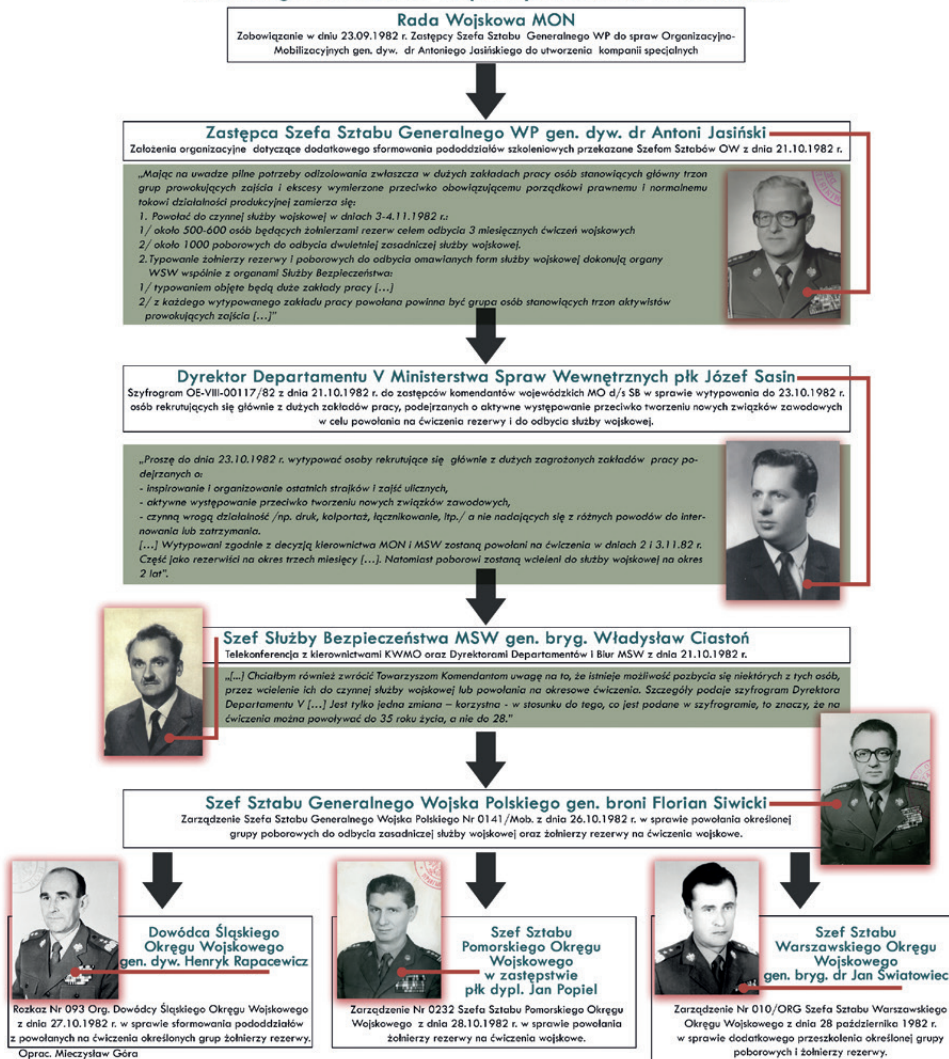 Rada Wojskowa MON
Zobowiązanie w dniu 23.09.1982 r. Zastępcy Szefa Sztabu Generalnego WP do spraw Organizacyjno-
Mobilizacyjnych gen. dyw. dr Antoniego Jasińskiego do utworzenia kompanii specjalnych
Zastępca Szefa Sztabu Generalnego WP gen. dyw. dr Antoni Jasiński
Założenia organizacyjne dotyczące dodatkowego sformowania pododdziałów szkoleniowych przekazane Szefom Sztabów OW z dnia 21.10.1982 r.
„Mając na uwadze pilne potrzeby odizolowania zwłaszcza w dużych zakładach pracy osób stanowiących główny trzon
grup prowokujących zajścia i ekscesy wymierzone przeciwko obowiązującemu porządkowi prawnemu i normalnemu
tokowi działalności produkcyjnej zamierza się:
1. Powołać do czynnej służby wojskowej w dniach 3-4.11.1982 r.:
1/ około 500-600 osób będących żołnierzami rezerw celem odbycia 3 miesięcznych ćwiczeń wojskowych
2/ około 1000 poborowych do odbycia dwuletniej zasadniczej służby wojskowej.
2. Typowanie żołnierzy rezerwy i poborowych do odbycia omawianych form służby wojskowej dokonują organy
WSW wspólnie z organami Służby Bezpieczeństwa:
1/ typowaniem objęte będą duże zakłady pracy [...]
2/ z każdego wytypowanego zakładu pracy powołana powinna być grupa osób stanowiących trzon aktywistów
prowokujących zajścia [...]”
Dyrektor Departamentu V Ministerstwa Spraw Wewnętrznych płk Józef Sasin
Szyfrogram OE-VIII-00117/82 z dnia 21.10.1982 r. do zastępców komendantów wojewódzkich MO d/s SB w sprawie wytypowania do 23.10.1982 r.
osób rekrutujących się głównie z dużych zakładów pracy, podejrzanych o aktywne występowanie przeciwko tworzeniu nowych związków zawodowych
w celu powołania na ćwiczenia rezerwy i do odbycia służby wojskowej.
„Proszę do dnia 23.10.1982 r. wytypować osoby rekrutujące się głównie z dużych zagrożonych zakładów pracy po-
dejrzanych o:
- inspirowanie i organizowanie ostatnich strajków i zajść ulicznych,
- aktywne występowanie przeciwko tworzeniu nowych związków zawodowych,
- czynną wrogą działalność /np. druk, kolportaż, łącznikowanie, itp./ a nie nadających się z różnych powodów do inter-
nowania lub zatrzymania.
[...] Wytypowani zgodnie z decyzją kierownictwa MON i MSW zostaną powołani na ćwiczenia w dniach 2 i 3.11.82 r.
Część jako rezerwiści na okres trzech miesięcy [...]. Natomiast poborowi zostaną wcieleni do służby wojskowej na okres
2 lat”.
Szef Służby Bezpieczeństwa MSW gen. bryg. Władysław Ciastoń
Telekonferencja z kierownictwami KWMO oraz Dyrektorami Departamentów i Biur MSW z dnia 21.10.1982 r.
„[...] Chciałbym również zwrócić Towarzyszom Komendantom uwagę na to, że istnieje możliwość pozbycia się niektórych z tych osób,
przez wcielenie ich do czynnej służby wojskowej lub powołania na okresowe ćwiczenia. Szczegóły podaje szyfrogram Dyrektora
Departamentu V [...] Jest tylko jedna zmiana – korzystna - w stosunku do tego, co jest podane w szyfrogramie, to znaczy, że na
ćwiczenia można powoływać do 35 roku życia, a nie do 28.”
Szef Sztabu Generalnego Wojska Polskiego gen. broni Florian Siwicki
Zarządzenie Szefa Sztabu Generalnego Wojska Polskiego Nr 0141/Mob. z dnia 26.10.1982 r. w sprawie powołania określonej
grupy poborowych do odbycia zasadniczej służby wojskowej oraz żołnierzy rezerwy na ćwiczenia wojskowe.
Dowódca Śląskiego
Okręgu Wojskowego
gen. dyw. Henryk Rapacewicz
Rozkaz Nr 093 Org. Dowódcy Śląskiego Okręgu Wojskowego
z dnia 27.10.1982 r. w sprawie sformowania pododdziałów
z powołanych na ćwiczenia określonych grup żołnierzy rezerwy.
Oprac. Mieczysław Góra
Szef Sztabu
Pomorskiego Okręgu
Wojskowego
w zastępstwie
płk dypl. Jan Popiel
Zarządzenie Nr 0232 Szefa Sztabu Pomorskiego Okręgu
Wojskowego z dnia 28.10.1982 r. w sprawie powołania
żołnierzy rezerwy na ćwiczenia wojskowe.
Szef Sztabu
Warszawskiego Okręgu
Wojskowego
gen. bryg. dr Jan Światowiec
Zarządzenie Nr 010/ORG Szefa Sztabu Warszawskiego
Okręgu Wojskowego z dnia 28 października 1982 r.
w sprawie dodatkowego przeszkolenia określonej grupy
poborowych i żołnierzy rezerwy.